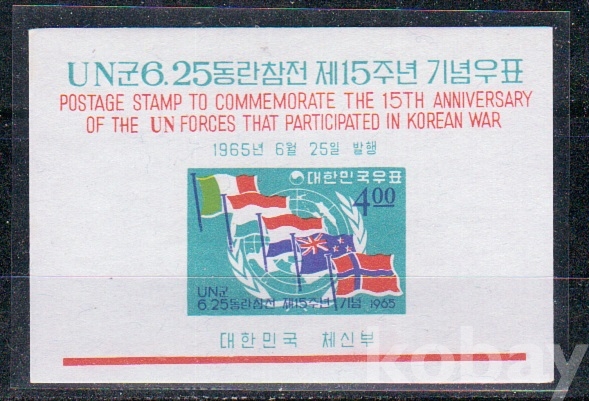 UN군6.25동란참전 제15주년 기념우표
POSTAGE STAMP TO COMMEMORATE THE 15TH ANNIVERSARY
OF THE UN FORCES THAT PARTICIPATED IN KOREAN WAR
1965년 6월 25일 발행
대한민국우표
4.00
UN군
6.25동란참전 제15주년 기념 1965
대한민국 체신부
kobay